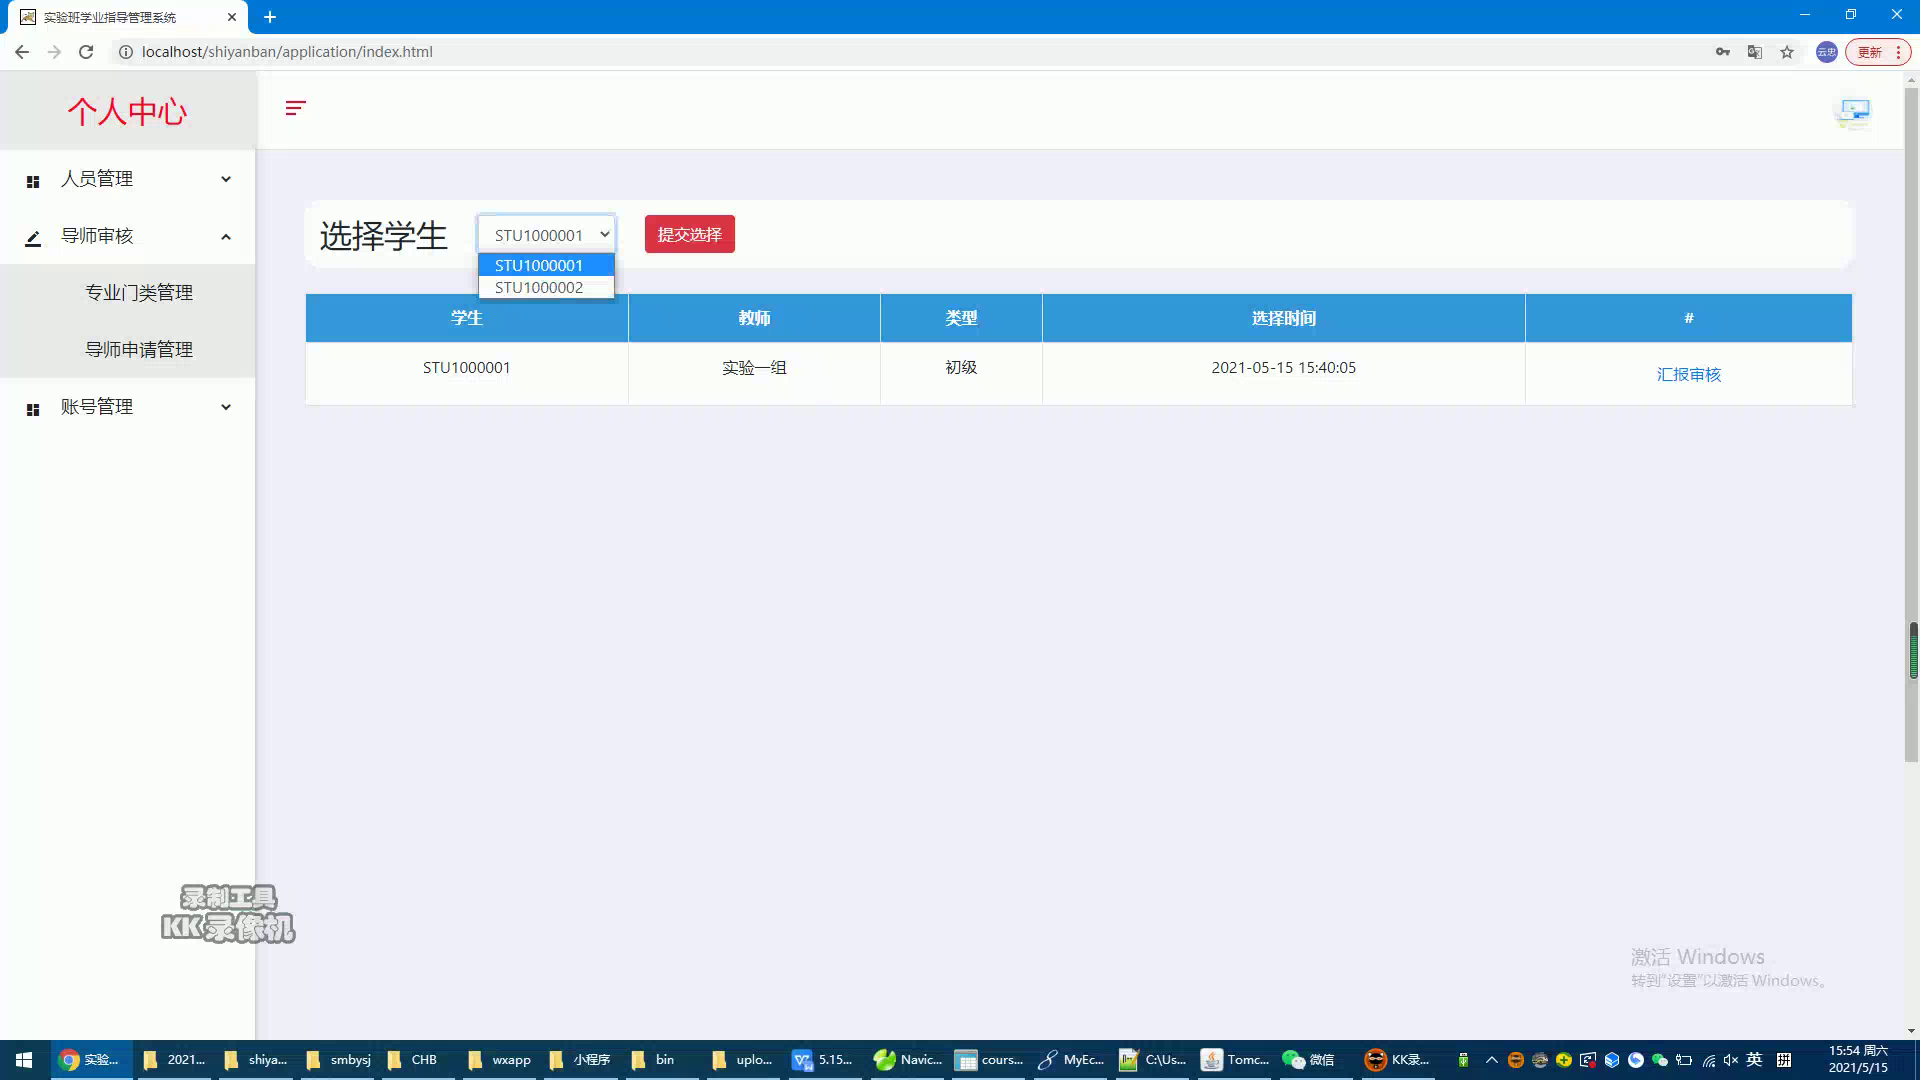 实验班学业指导管理系统
localhost/shiyanban/application/index.html
云忠
更新
个人中心
人员管理
导师审核
专业门类管理
导师申请管理
账号管理
选择学生
STU1000001
提交选择
STU1000001
STU1000002
学生 教师 类型 选择时间 #
STU1000001 实验一组 初级 2021-05-15 15:40:05 汇报审核
录制工具
KK录像机
激活 Windows
转到"设置"以激活 Windows。
实验... 2021... shiya... smbysj CHB wxapp 小程序 bin uplo... 5.15... Navic... cours... MyEc... C:\Us... Tomc... 微信 KK录... 英 拼
15:54 周六
2021/5/15